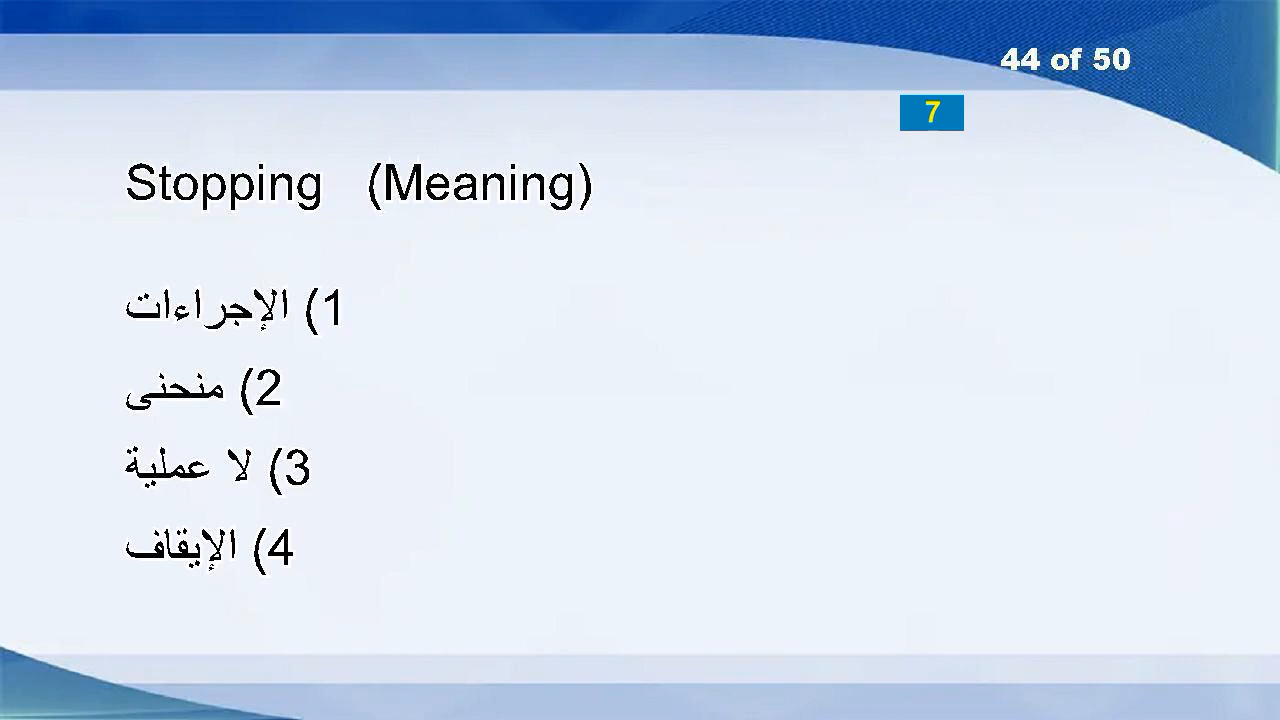 44 of 50
7
Stopping (Meaning)
1) الإجراءات
2) منحنى
3) لا عملية
4) الإيقاف